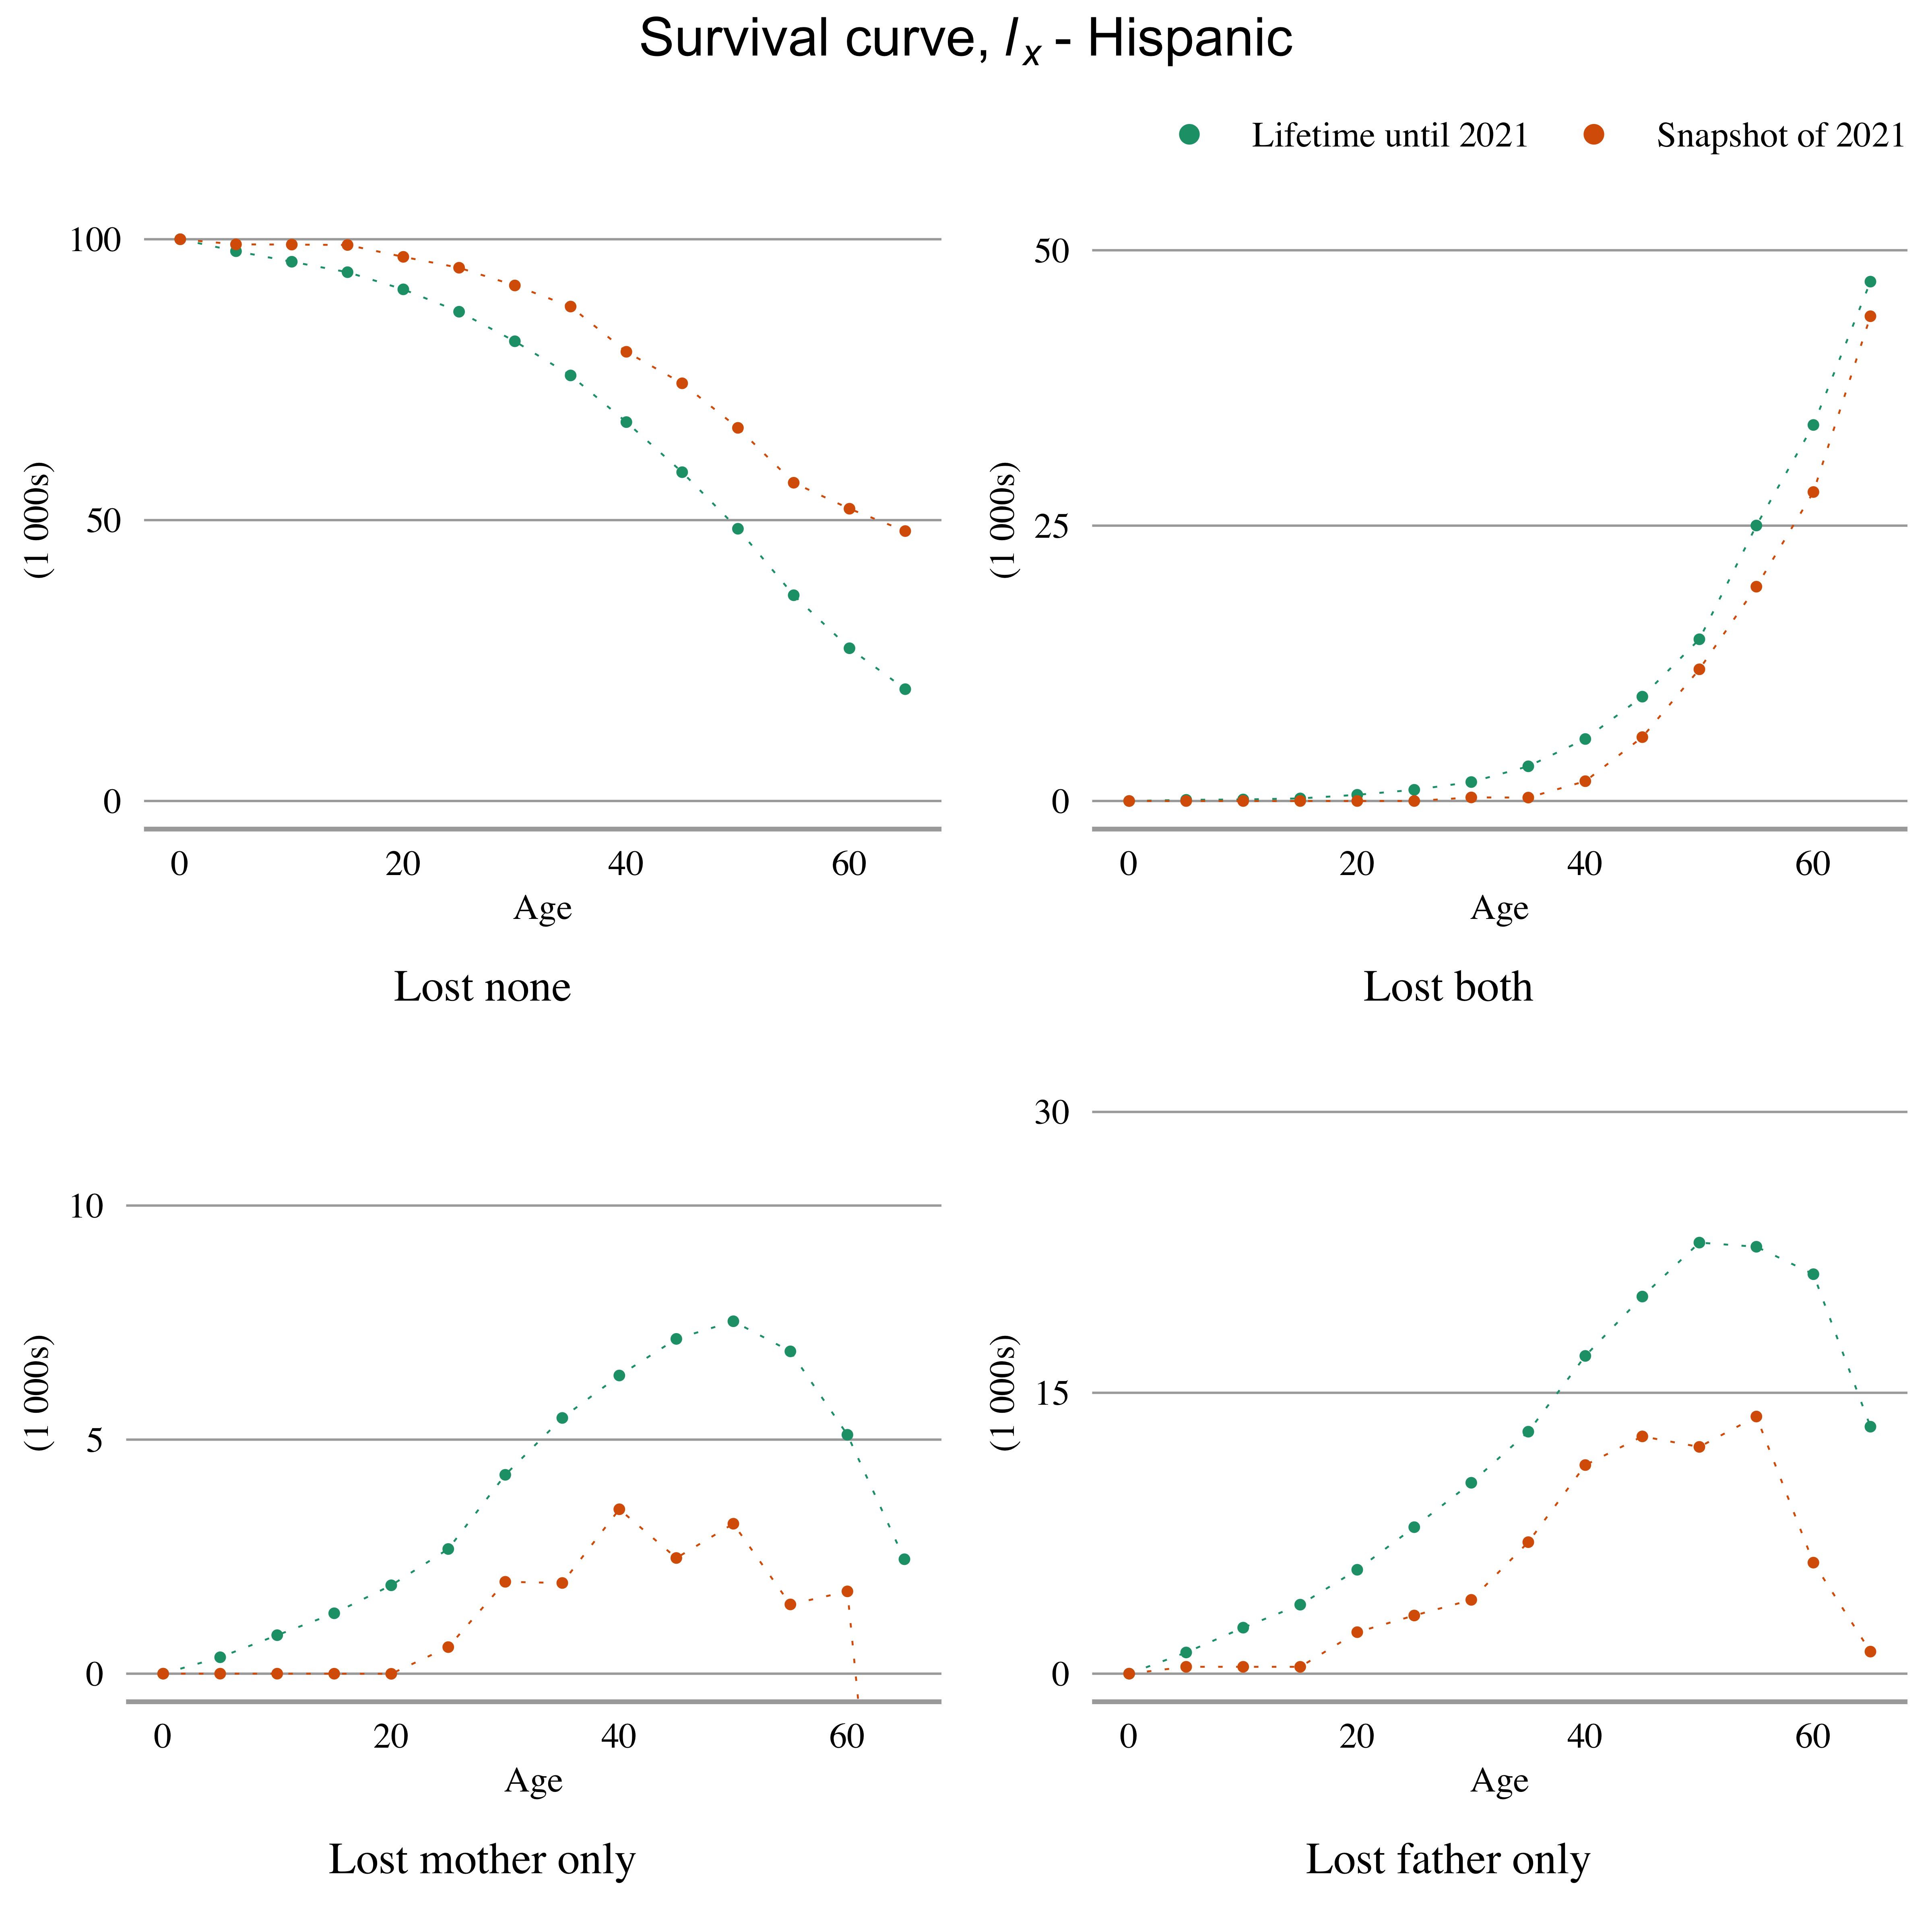 Survival curve, l x - Hispanic
Lifetime until 2021
Snapshot of 2021
100
50
0
(1 000s)
0 20 40 60
Age
Lost none
50
25
0
(1 000s)
0 20 40 60
Age
Lost both
10
5
0
(1 000s)
0 20 40 60
Age
Lost mother only
30
15
0
(1 000s)
0 20 40 60
Age
Lost father only